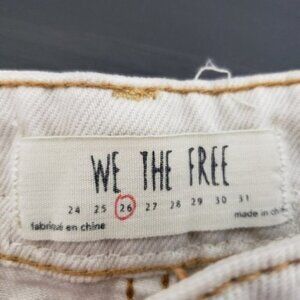 WE THE FREE
24 25 26 27 28 29 30 31
fabriqué en chine made in